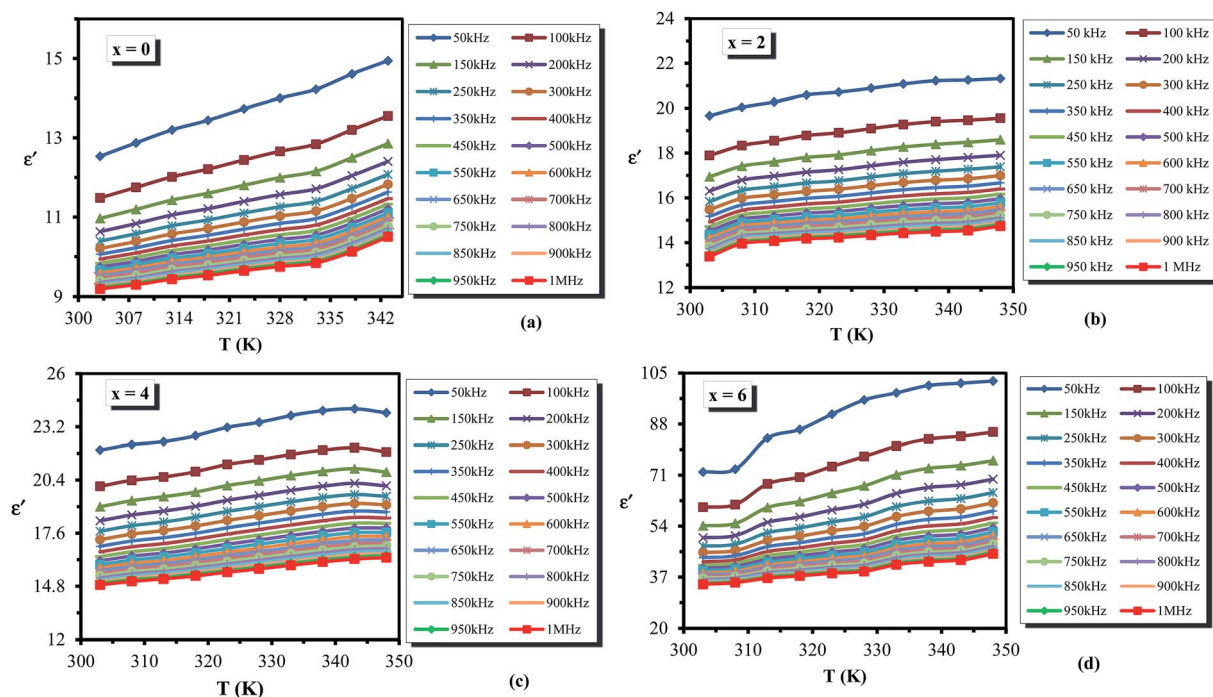 x = 0
ε′
15
13
11
9
300 307 314 321 328 335 342
T (K)
50kHz 100kHz
150kHz 200kHz
250kHz 300kHz
350kHz 400kHz
450kHz 500kHz
550kHz 600kHz
650kHz 700kHz
750kHz 800kHz
850kHz 900kHz
950kHz 1MHz
(a)
x = 2
ε′
24
22
20
18
16
14
12
300 310 320 330 340 350
T (K)
50 kHz 100 kHz
150 kHz 200 kHz
250 kHz 300 kHz
350 kHz 400 kHz
450 kHz 500 kHz
550 kHz 600 kHz
650 kHz 700 kHz
750 kHz 800 kHz
850 kHz 900 kHz
950 kHz 1 MHz
(b)
x = 4
ε′
26
23.2
20.4
17.6
14.8
12
300 310 320 330 340 350
T (K)
50kHz 100kHz
150kHz 200kHz
250kHz 300kHz
350kHz 400kHz
450kHz 500kHz
550kHz 600kHz
650kHz 700kHz
750kHz 800kHz
850kHz 900kHz
950kHz 1MHz
(c)
x = 6
ε′
105
88
71
54
37
20
300 310 320 330 340 350
T (K)
50kHz 100kHz
150kHz 200kHz
250kHz 300kHz
350kHz 400kHz
450kHz 500kHz
550kHz 600kHz
650kHz 700kHz
750kHz 800kHz
850kHz 900kHz
950kHz 1MHz
(d)